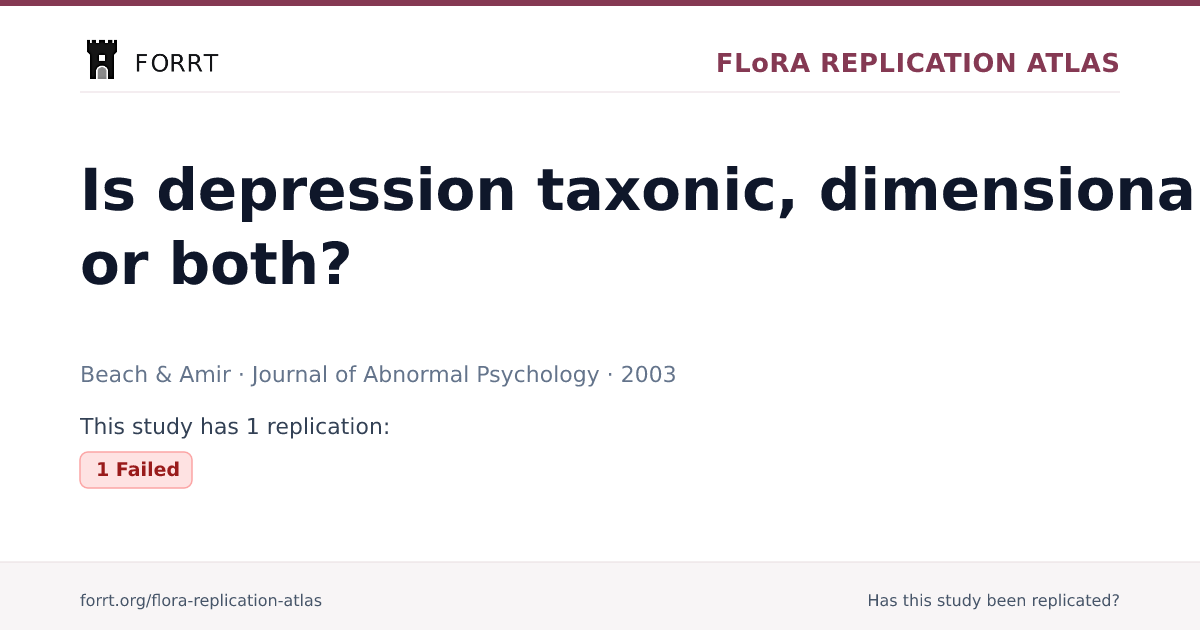 FORRT
FLoRA REPLICATION ATLAS
Is depression taxonic, dimensiona
or both?
Beach & Amir · Journal of Abnormal Psychology · 2003
This study has 1 replication:
1 Failed
forrt.org/flora-replication-atlas
Has this study been replicated?